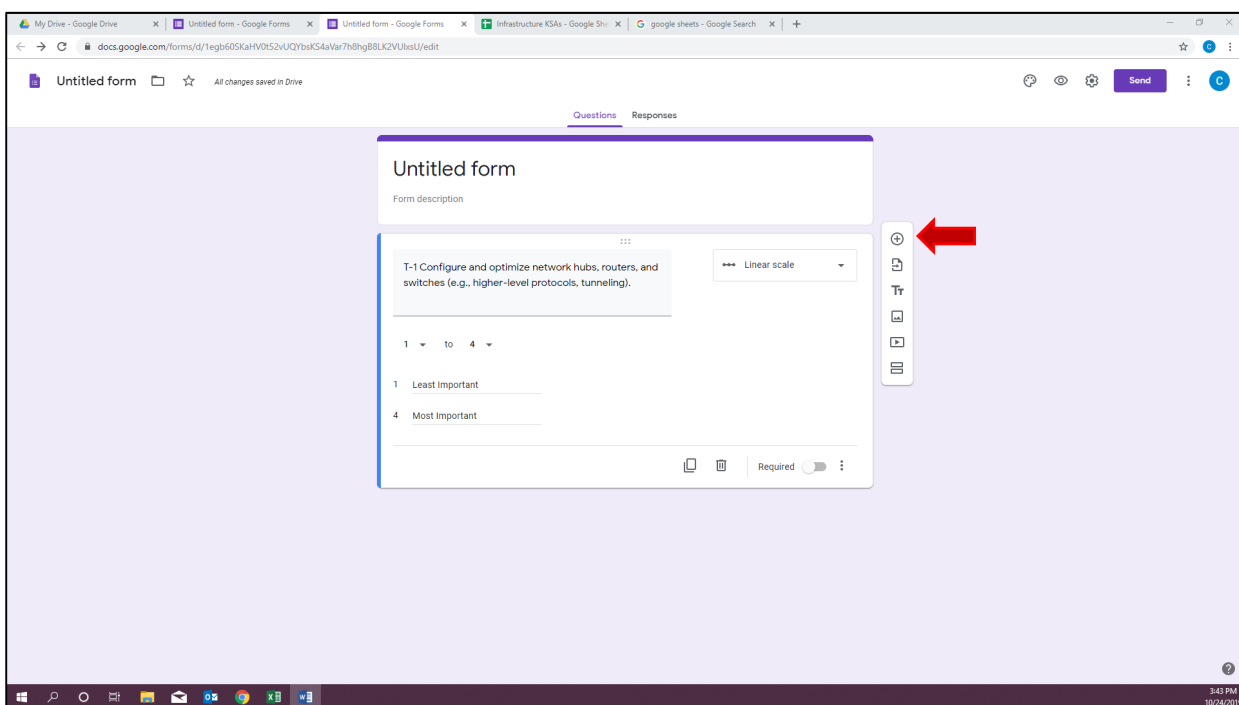 My Drive - Google Drive
Untitled form - Google Forms
Untitled form - Google Forms
Infrastructure KSAs - Google She
google sheets - Google Search
docs.google.com/forms/d/1egb60SKaHV0t52vUQYbsKS4aVar7h8hgB8LK2VUlxsU/edit
C
Untitled form
All changes saved in Drive
Send
C
Questions Responses
Untitled form
Form description
T-1 Configure and optimize network hubs, routers, and
switches (e.g., higher-level protocols, tunneling).
Linear scale
1 to 4
1 Least Important
4 Most Important
Required
3:43 PM
10/24/201